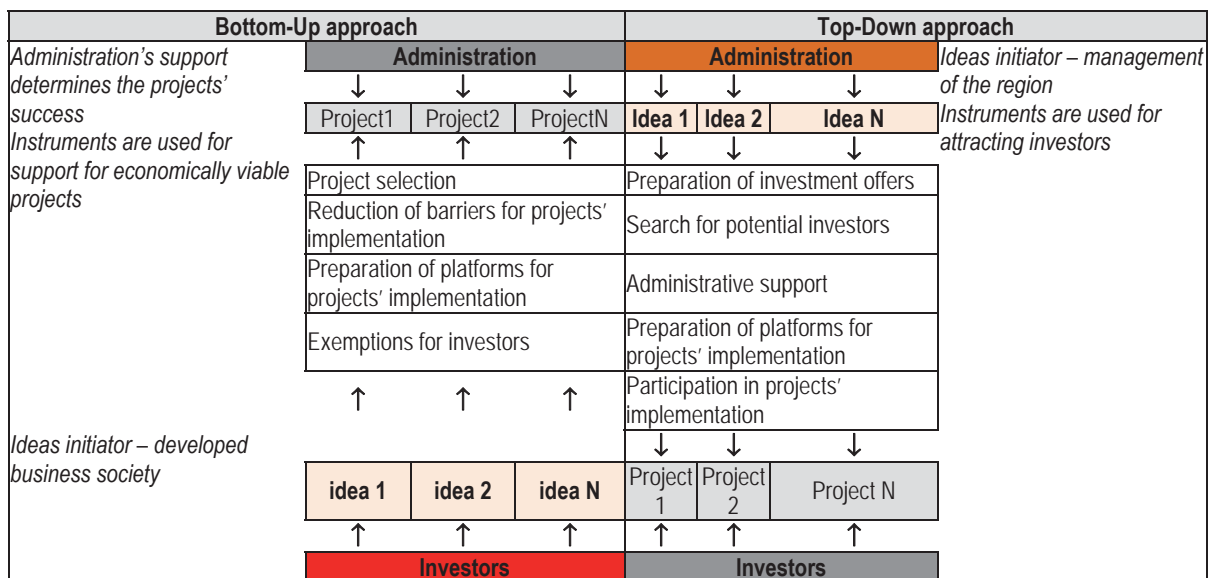 Bottom-Up approach
Top-Down approach
Administration's support
determines the projects'
success
Instruments are used for
support for economically viable
projects
Administration
↓ ↓ ↓
Project1 Project2 ProjectN
↑ ↑ ↑
Project selection
Reduction of barriers for projects'
implementation
Preparation of platforms for
projects' implementation
Exemptions for investors
↑ ↑ ↑
Ideas initiator – developed
business society
idea 1 idea 2 idea N
↑ ↑ ↑
Investors
Administration
↓ ↓ ↓
Idea 1 Idea 2 Idea N
↓ ↓ ↓
Preparation of investment offers
Search for potential investors
Administrative support
Preparation of platforms for
projects' implementation
Participation in projects'
implementation
↓ ↓ ↓
Project
1
Project
2
Project N
↑ ↑ ↑
Investors
Ideas initiator – management
of the region
Instruments are used for
attracting investors